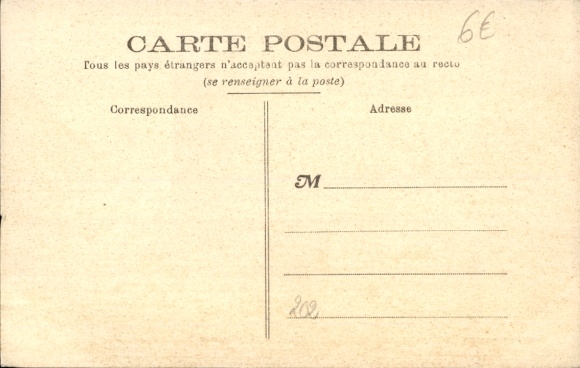 CARTE POSTALE
6€
Tous les pays étrangers n'acceptent pas la correspondance au recto
(se renseigner à la poste)
Correspondance
Adresse
M
202